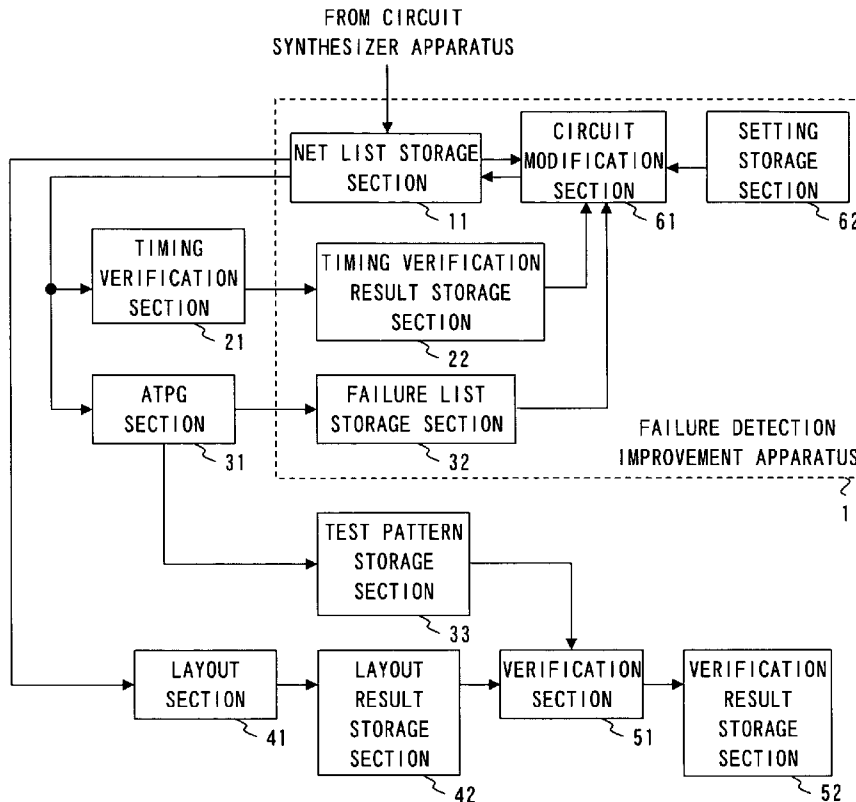 FROM CIRCUIT
SYNTHESIZER APPARATUS
NET LIST STORAGE
SECTION
11
CIRCUIT
MODIFICATION
SECTION
61
SETTING
STORAGE
SECTION
62
TIMING
VERIFICATION
SECTION
21
TIMING VERIFICATION
RESULT STORAGE
SECTION
22
ATPG
SECTION
31
FAILURE LIST
STORAGE SECTION
32
FAILURE DETECTION
IMPROVEMENT APPARATUS
1
TEST PATTERN
STORAGE
SECTION
33
LAYOUT
SECTION
41
LAYOUT
RESULT
STORAGE
SECTION
42
VERIFICATION
SECTION
51
VERIFICATION
RESULT
STORAGE
SECTION
52